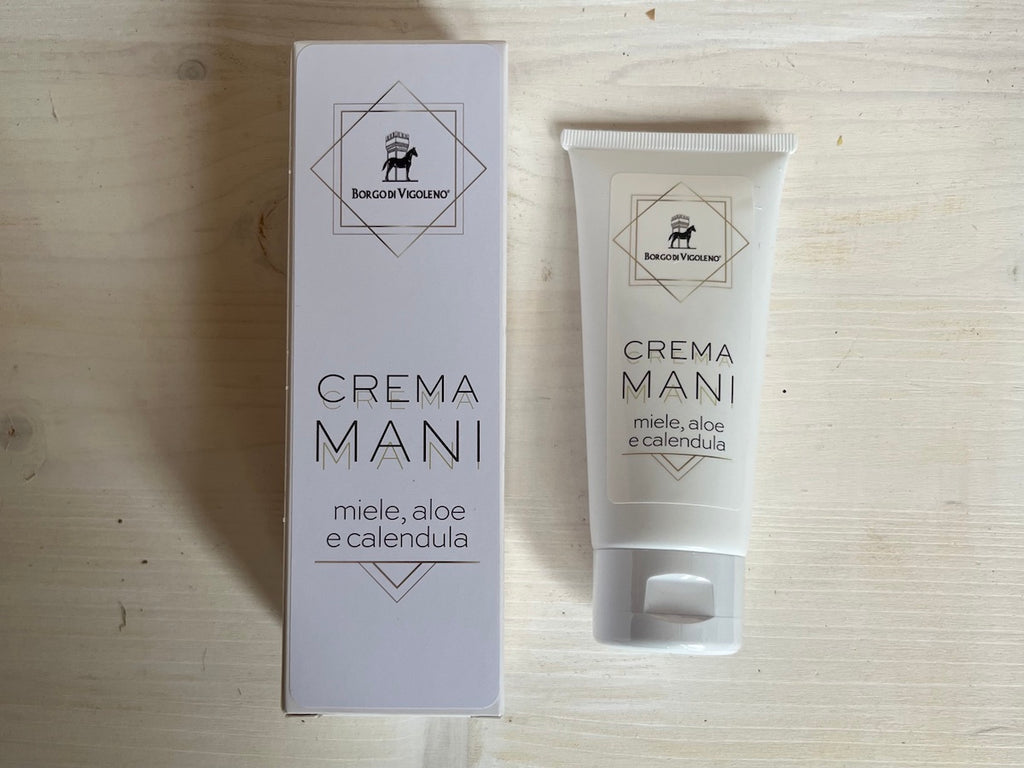 BORGO DI VIGOLENO®
CREMA
MANI
miele, aloe
e calendula
BORGO DI VIGOLENO®
CREMA
MANI
miele, aloe
e calendula